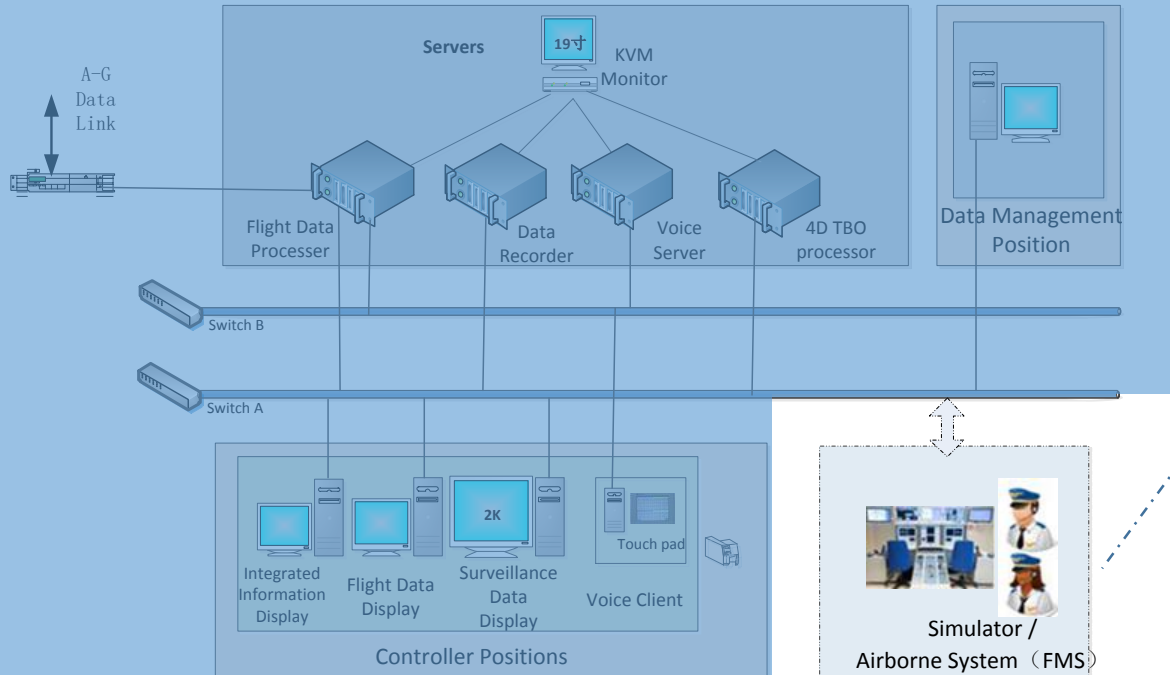 Servers
19寸
KVM
Monitor
A-G
Data
Link
Flight Data
Processer
Data
Recorder
Voice
Server
4D TBO
processor
Data Management
Position
Switch B
Switch A
2K
Touch pad
Integrated
Information
Display
Flight Data
Display
Surveillance
Data
Display
Voice Client
Controller Positions
Simulator /
Airborne System（FMS）